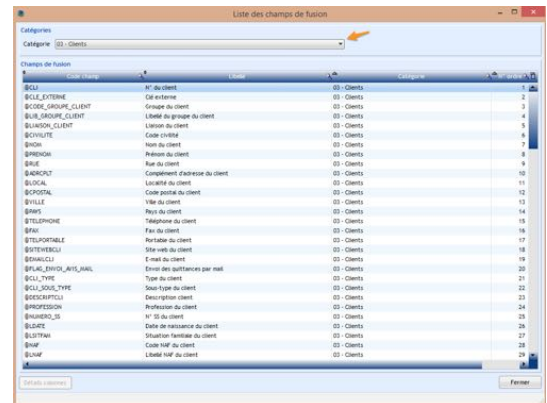 Liste des champs de fusion
Catégories
Catégorie 03 - Clients
Champs de fusion
Code champ Libellé Catégorie N° ordre
@CLI N° du client 03 - Clients 1
@CLE_EXTERNE Clé externe 03 - Clients 2
@CODE_GROUPE_CLIENT Groupe du client 03 - Clients 3
@LIB_GROUPE_CLIENT Libellé du groupe du client 03 - Clients 4
@LIAISON_CLIENT Liaison du client 03 - Clients 5
@CIVILITE Code civilité 03 - Clients 6
@NOM Nom du client 03 - Clients 7
@PRENOM Prénom du client 03 - Clients 8
@RUE Rue du client 03 - Clients 9
@ADRCPLT Complément d'adresse du client 03 - Clients 10
@LOCAL Localité du client 03 - Clients 11
@CPOSTAL Code postal du client 03 - Clients 12
@VILLE Ville du client 03 - Clients 13
@PAYS Pays du client 03 - Clients 14
@TELEPHONE Téléphone du client 03 - Clients 15
@FAX Fax du client 03 - Clients 16
@TELPORTABLE Portable du client 03 - Clients 17
@SITEWEBCLI Site web du client 03 - Clients 18
@EMAILCLI E-mail du client 03 - Clients 19
@FLAG_ENVOI_AVIS_MAIL Envoi des quittances par mail 03 - Clients 20
@CLI_TYPE Type du client 03 - Clients 21
@CLI_SOUS_TYPE Sous-type du client 03 - Clients 22
@DESCRIPTCLI Description client 03 - Clients 23
@PROFESSION Profession du client 03 - Clients 24
@NUMERO_SS N° SS du client 03 - Clients 25
@LDATE Date de naissance du client 03 - Clients 26
@LSITFAM Situation familiale du client 03 - Clients 27
@NAF Code NAF du client 03 - Clients 28
@LNAF Libellé NAF du client 03 - Clients 29
Détails colonnes Fermer